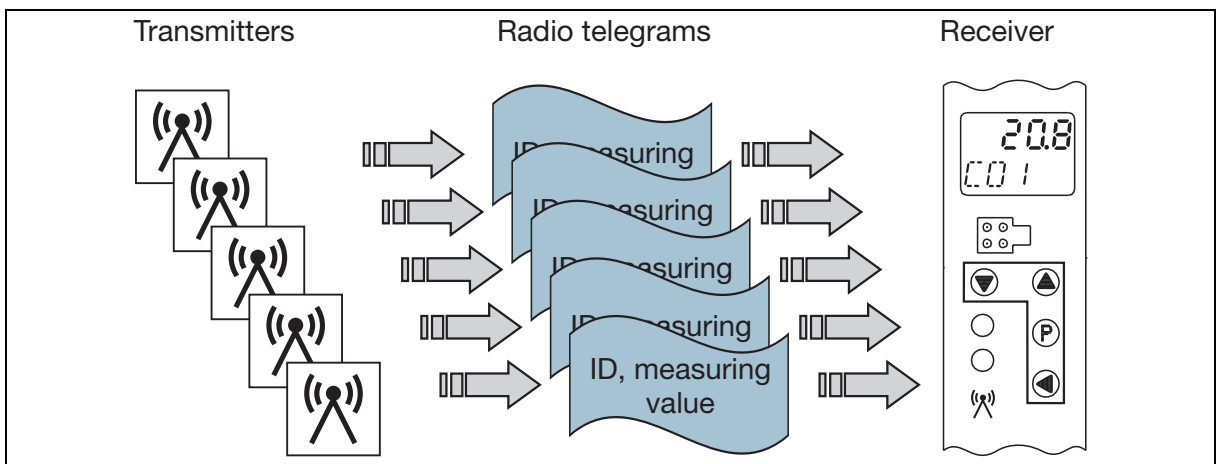 Transmitters
Radio telegrams
Receiver
ID, measuring
ID, measuring
ID, measuring
ID, measuring
ID, measuring
value
20.8
C01
P